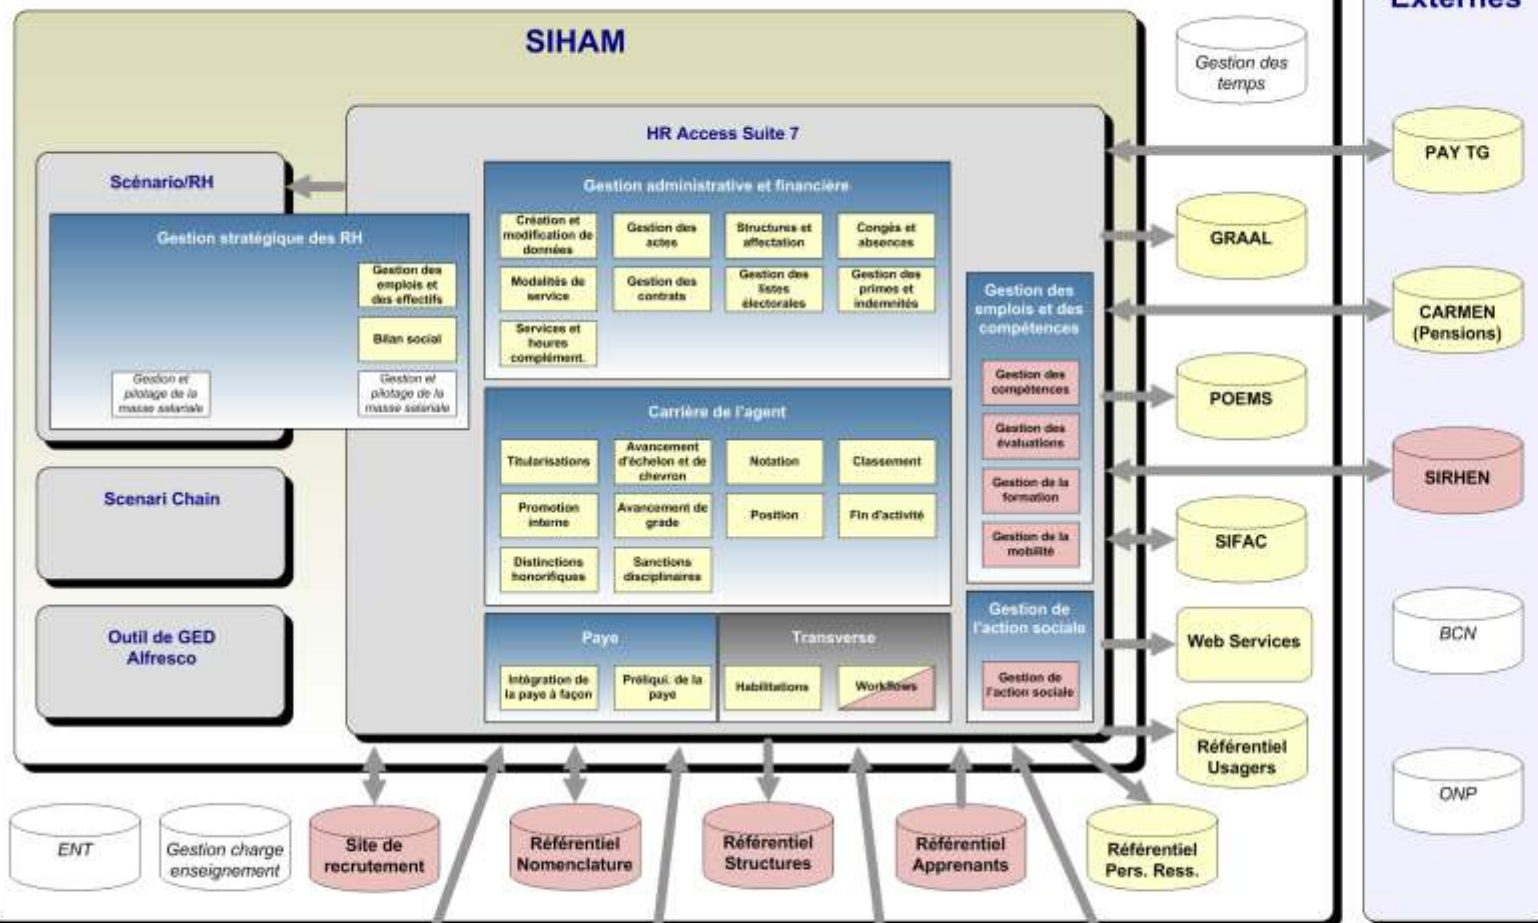 Externes
SIHAM
Gestion des
temps
HR Access Suite 7
PAY TG
Scénario/RH
Gestion stratégique des RH
Gestion des
emplois et
des effectifs
Bilan social
Gestion et
pilotage de la
masse salariale
Gestion et
pilotage de la
masse salariale
Gestion administrative et financière
Création et
modification de
données
Gestion des
actes
Structures et
affectation
Congés et
absences
Modalités de
service
Gestion des
contrats
Gestion des
listes
électorales
Gestion des
primes et
indemnités
Services et
heures
complément.
Gestion des
emplois et des
compétences
Gestion des
compétences
Gestion des
évaluations
Gestion de la
formation
Gestion de la
mobilité
Carrière de l'agent
Titularisations
Avancement
d'échelon et de
chevron
Notation
Classement
Promotion
interne
Avancement de
grade
Position
Fin d'activité
Distinctions
honorifiques
Sanctions
disciplinaires
Scenari Chain
Outil de GED
Alfresco
Paye
Intégration de
la paye à façon
Préliqui. de la
paye
Transverse
Habilitations
Workflows
Gestion de
l'action sociale
Gestion de
l'action sociale
GRAAL
CARMEN
(Pensions)
POEMS
SIRHEN
SIFAC
Web Services
BCN
Référentiel
Usagers
ONP
ENT
Gestion charge
enseignement
Site de
recrutement
Référentiel
Nomenclature
Référentiel
Structures
Référentiel
Apprenants
Référentiel
Pers. Ress.